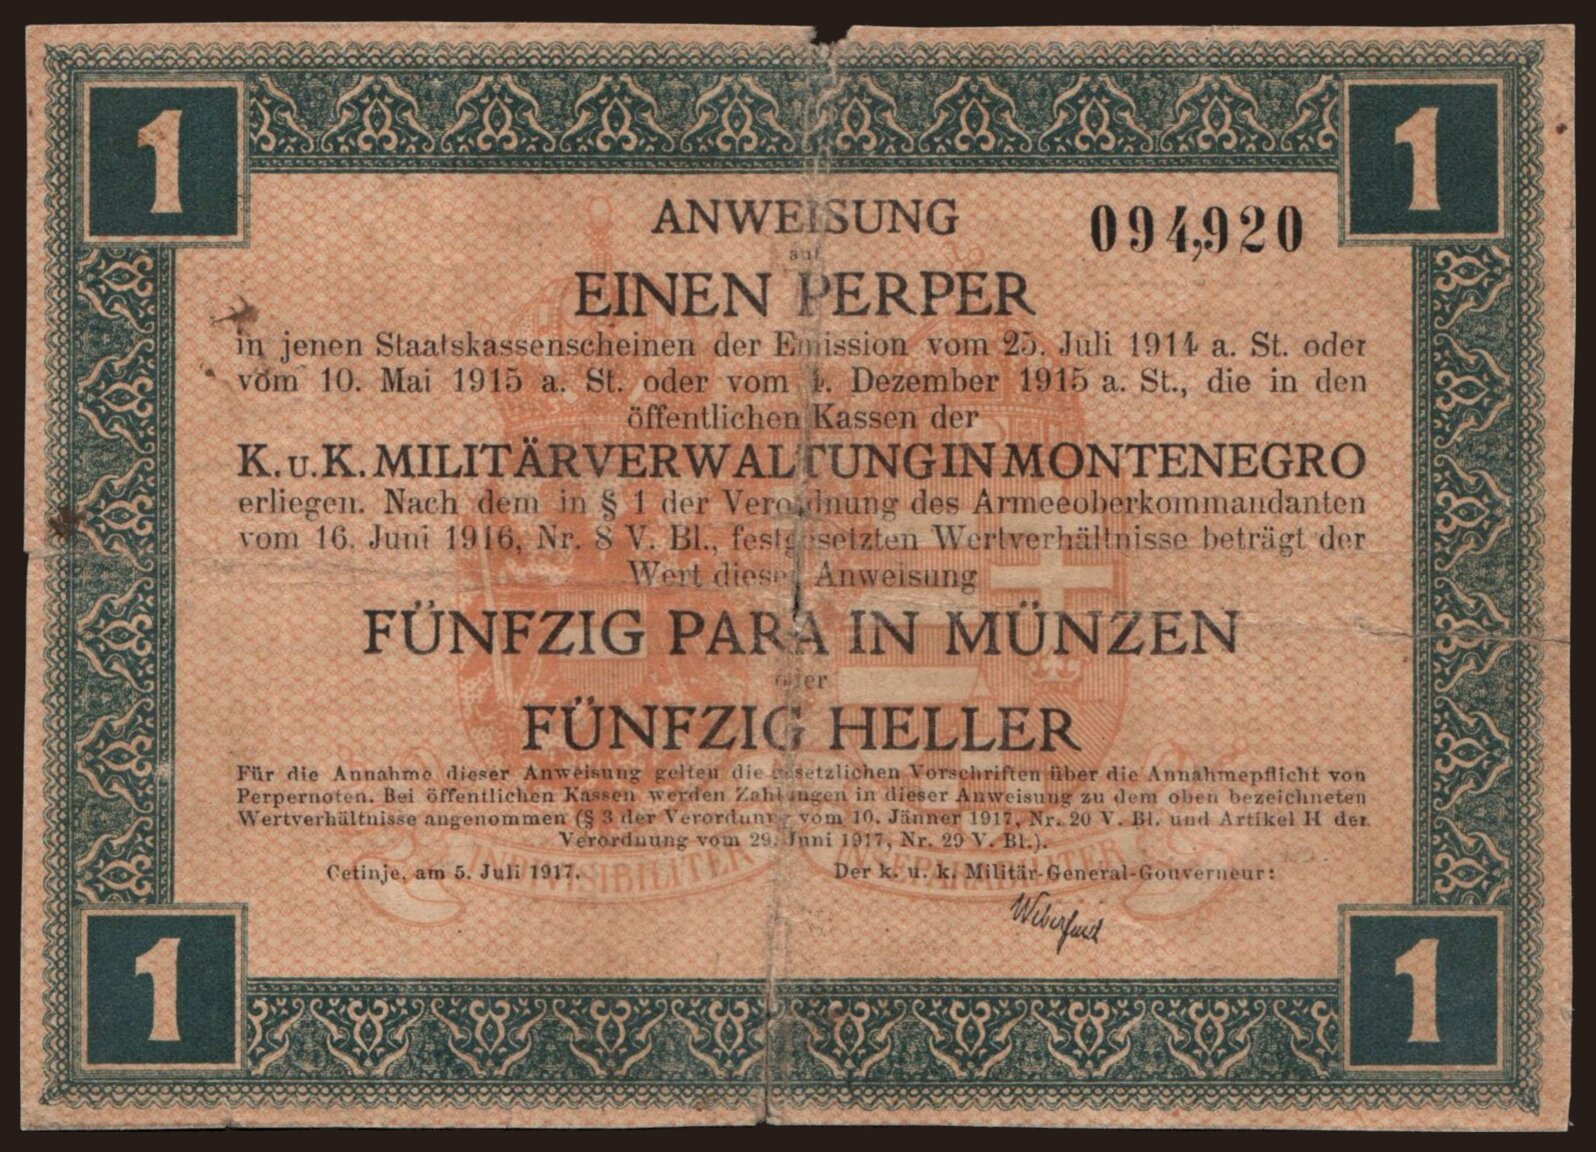 1 1
ANWEISUNG
094,920
auf
EINEN PERPER
in jenen Staatskassenscheinen der Emission vom 25. Juli 1914 a. St. oder
vom 10. Mai 1915 a. St. oder vom 1. Dezember 1915 a. St., die in den
öffentlichen Kassen der
K. u. K. MILITÄRVERWALTUNG IN MONTENEGRO
erliegen. Nach dem in § 1 der Verordnung des Armeeoberkommandanten
vom 16. Juni 1916, Nr. 8 V. Bl., festgesetzten Wertverhältnisse beträgt der
Wert dieser Anweisung
FÜNFZIG PARA IN MÜNZEN
oder
FÜNFZIG HELLER
Für die Annahme dieser Anweisung gelten die gesetzlichen Vorschriften über die Annahmepflicht von
Perpernoten. Bei öffentlichen Kassen werden Zahlungen in dieser Anweisung zu dem oben bezeichneten
Wertverhältnisse angenommen (§ 3 der Verordnung vom 10. Jänner 1917, Nr. 20 V. Bl. und Artikel II der
Verordnung vom 29. Juni 1917, Nr. 29 V. Bl.).
INDIVISIBILITER INSEPARABILITER
Cetinje, am 5. Juli 1917. Der k. u. k. Militär-General-Gouverneur:
1 1